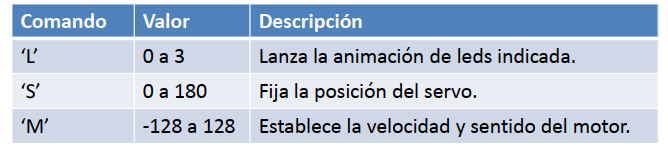 Comando Valor Descripción
‘L’ 0 a 3 Lanza la animación de leds indicada.
‘S’ 0 a 180 Fija la posición del servo.
‘M’ -128 a 128 Establece la velocidad y sentido del motor.